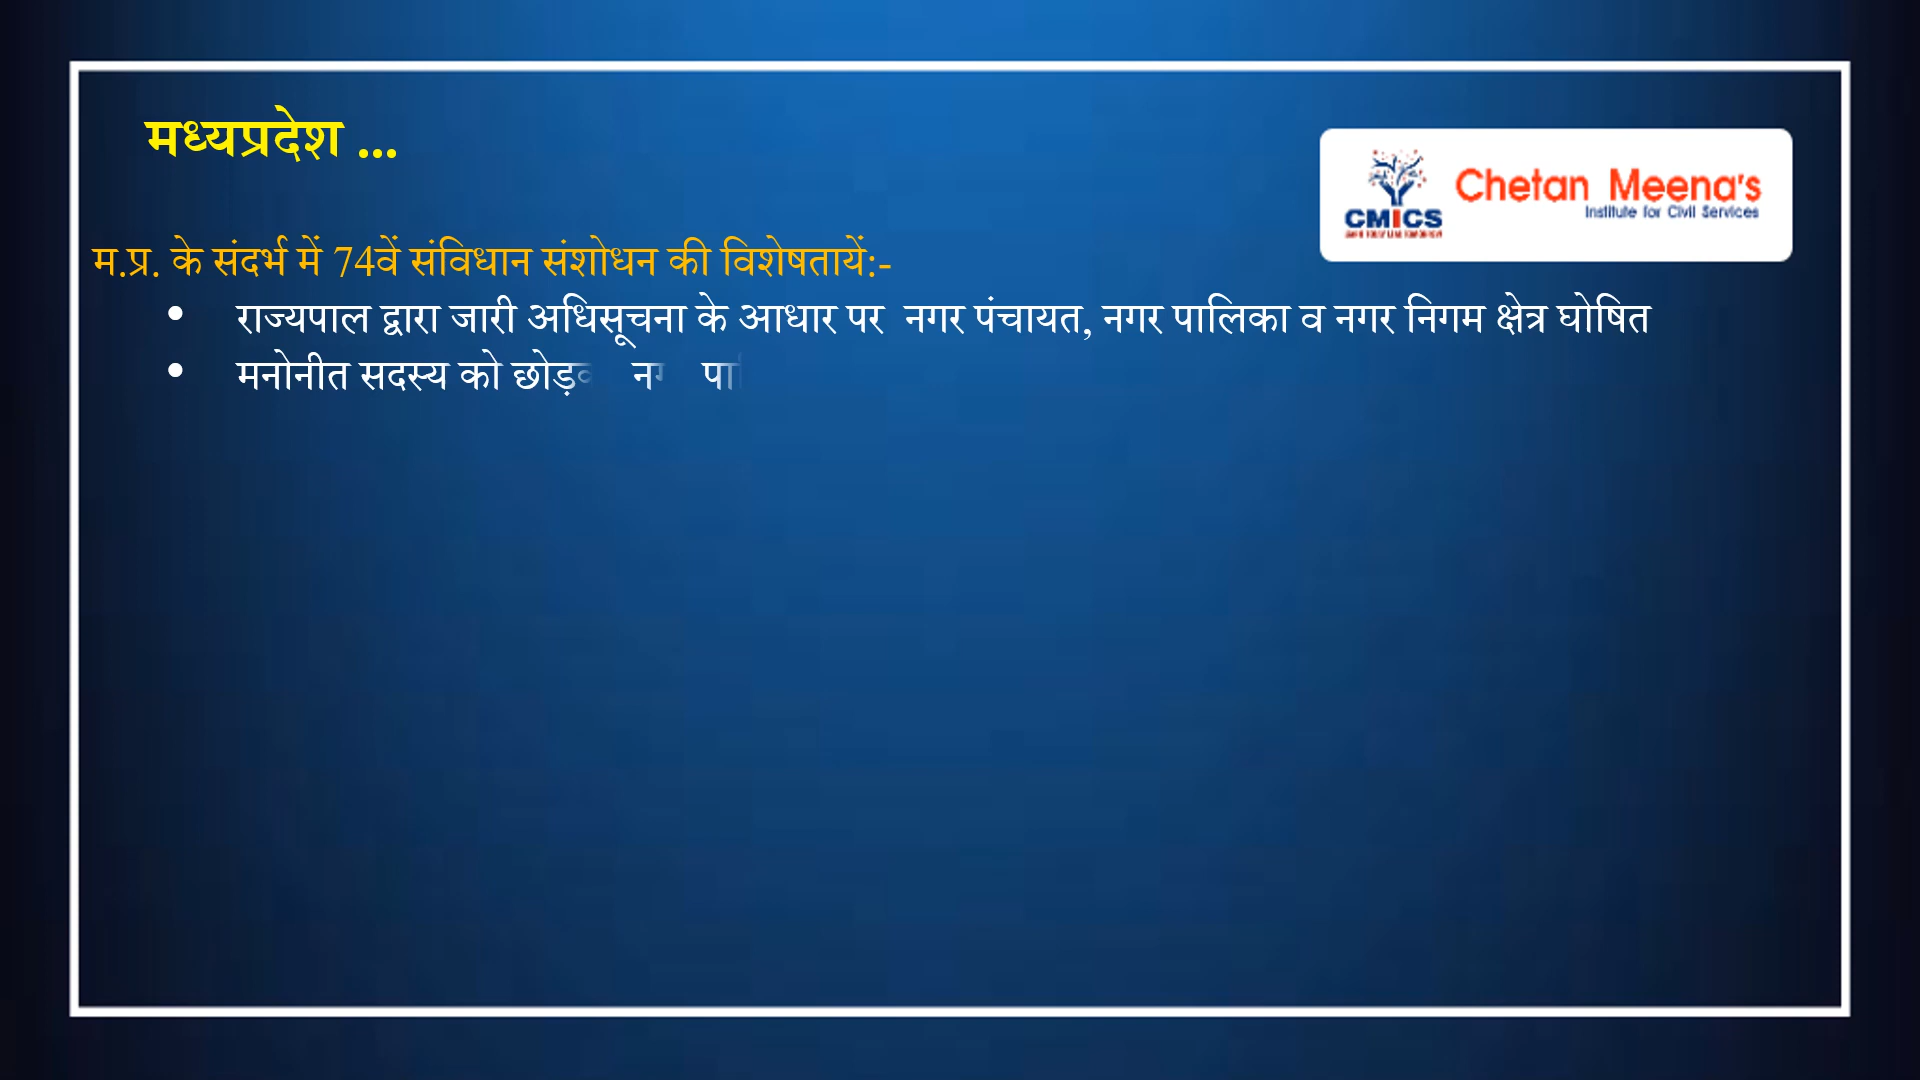 मध्यप्रदेश ...
CMICS
Chetan Meena's
Institute for Civil Services
म.प्र. के संदर्भ में 74वें संविधान संशोधन की विशेषतायें:-
• राज्यपाल द्वारा जारी अधिसूचना के आधार पर नगर पंचायत, नगर पालिका व नगर निगम क्षेत्र घोषित
• मनोनीत सदस्य को